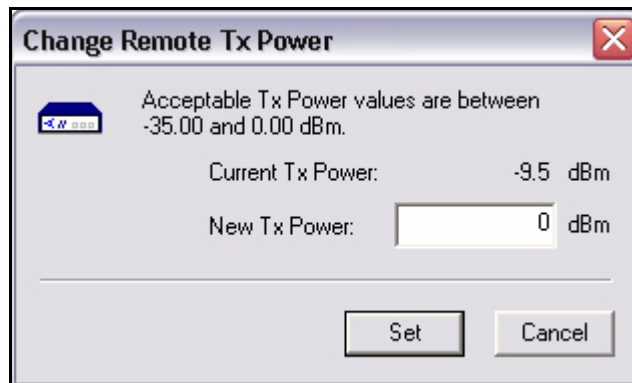 Change Remote Tx Power
Acceptable Tx Power values are between
-35.00 and 0.00 dBm.
Current Tx Power: -9.5 dBm
New Tx Power: 0 dBm
Set Cancel